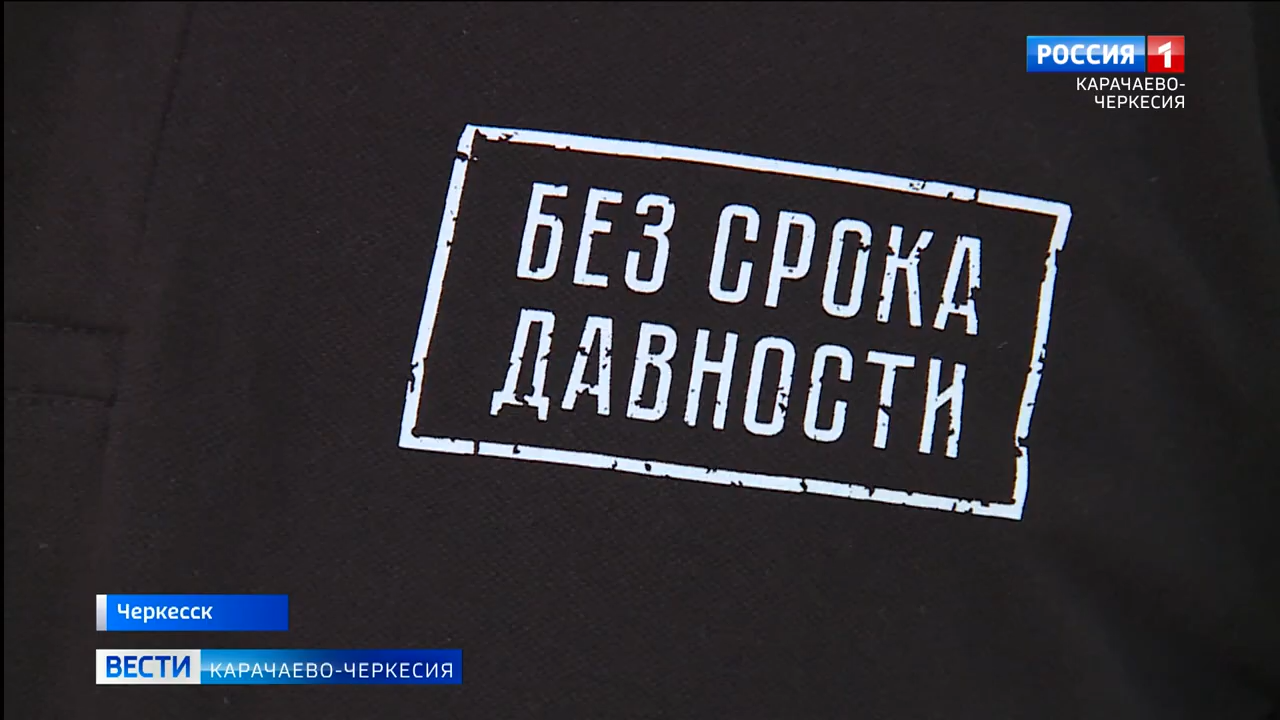 РОССИЯ 1
КАРАЧАЕВО-
ЧЕРКЕСИЯ
БЕЗ СРОКА
ДАВНОСТИ
Черкесск
ВЕСТИ КАРАЧАЕВО-ЧЕРКЕСИЯ